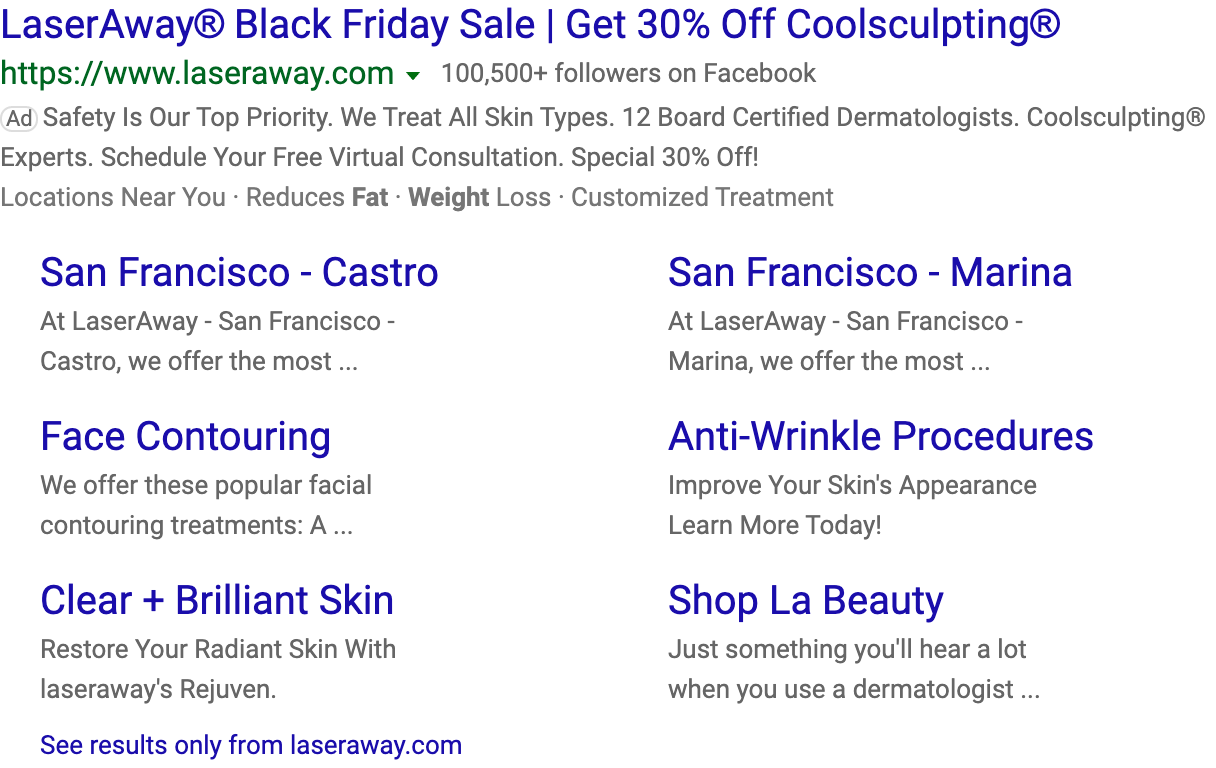 LaserAway® Black Friday Sale | Get 30% Off Coolsculpting®
https://www.laseraway.com 100,500+ followers on Facebook
Ad Safety Is Our Top Priority. We Treat All Skin Types. 12 Board Certified Dermatologists. Coolsculpting®
Experts. Schedule Your Free Virtual Consultation. Special 30% Off!
Locations Near You · Reduces Fat · Weight Loss · Customized Treatment
San Francisco - Castro
At LaserAway - San Francisco -
Castro, we offer the most ...
San Francisco - Marina
At LaserAway - San Francisco -
Marina, we offer the most ...
Face Contouring
We offer these popular facial
contouring treatments: A ...
Anti-Wrinkle Procedures
Improve Your Skin's Appearance
Learn More Today!
Clear + Brilliant Skin
Restore Your Radiant Skin With
laseraway's Rejuven.
Shop La Beauty
Just something you'll hear a lot
when you use a dermatologist ...
See results only from laseraway.com